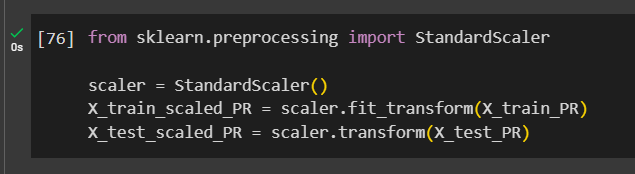 [76] from sklearn.preprocessing import StandardScaler
0s
scaler = StandardScaler()
X_train_scaled_PR = scaler.fit_transform(X_train_PR)
X_test_scaled_PR = scaler.transform(X_test_PR)